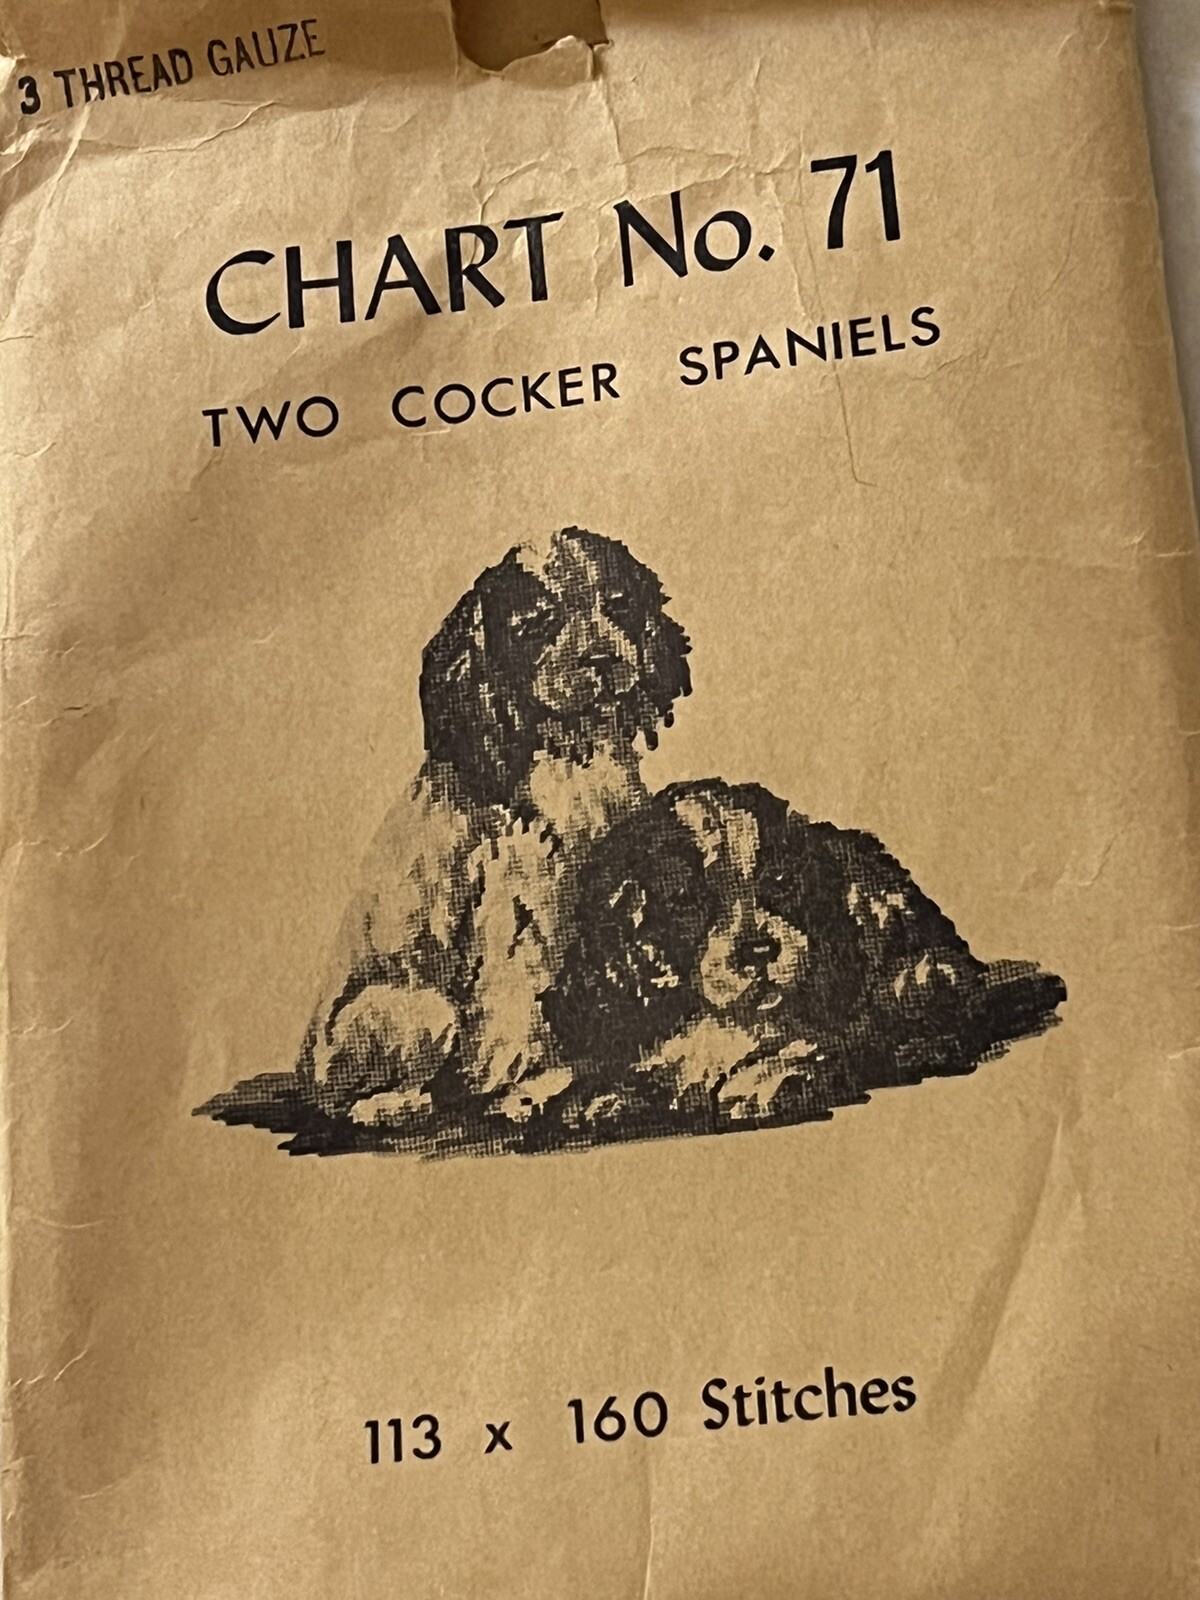 3 THREAD GAUZE
CHART No. 71
TWO COCKER SPANIELS
113 x 160 Stitches